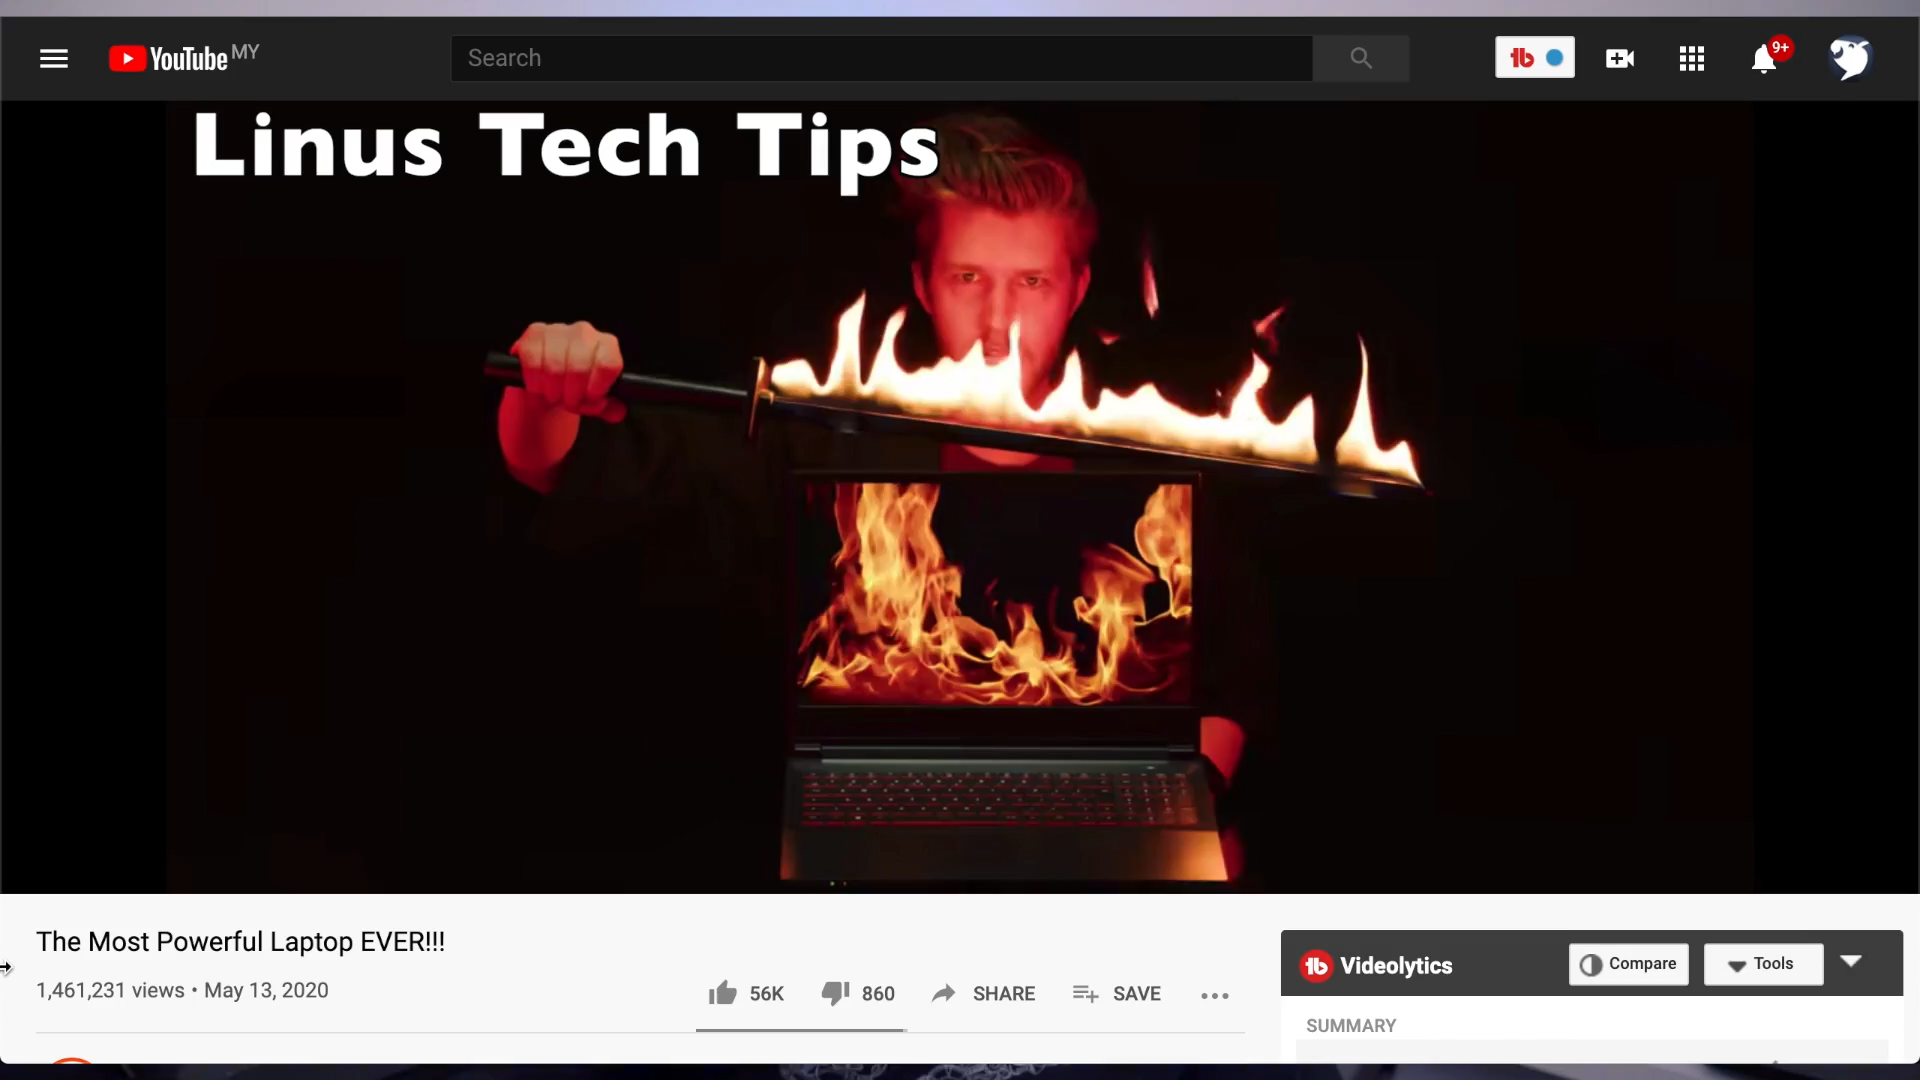 YouTube MY
Search
9+
Linus Tech Tips
The Most Powerful Laptop EVER!!!
1,461,231 views • May 13, 2020
56K
860
SHARE
SAVE
tb Videolytics
Compare
Tools
SUMMARY